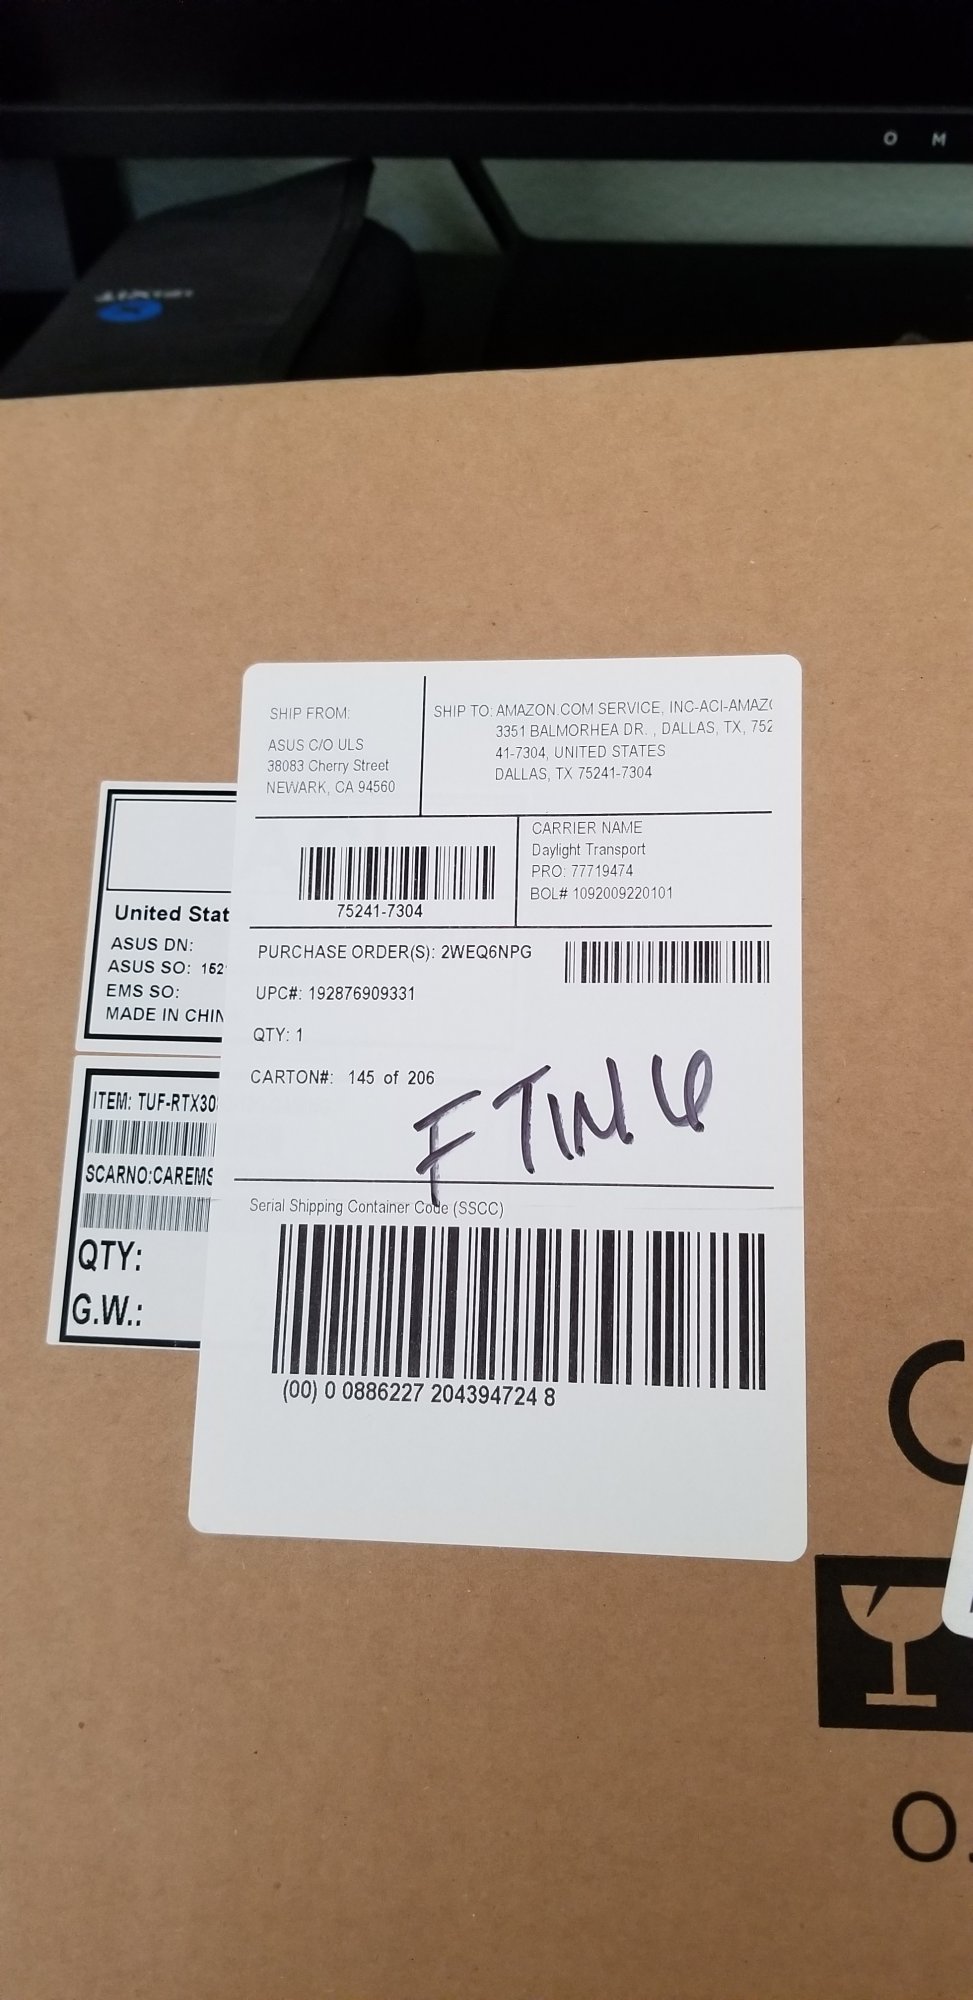 O M
SHIP FROM:
ASUS C/O ULS
38083 Cherry Street
NEWARK, CA 94560
SHIP TO: AMAZON.COM SERVICE, INC-ACI-AMAZ
3351 BALMORHEA DR. , DALLAS, TX, 752
41-7304, UNITED STATES
DALLAS, TX 75241-7304
75241-7304
CARRIER NAME
Daylight Transport
PRO: 77719474
BOL# 1092009220101
PURCHASE ORDER(S): 2WEQ6NPG
UPC#: 192876909331
QTY: 1
CARTON#: 145 of 206
Serial Shipping Container Code (SSCC)
(00) 0 0886227 204394724 8
United Stat
ASUS DN:
ASUS SO: 152
EMS SO:
MADE IN CHIN
ITEM: TUF-RTX30
SCARNO:CAREMS
QTY:
G.W.: